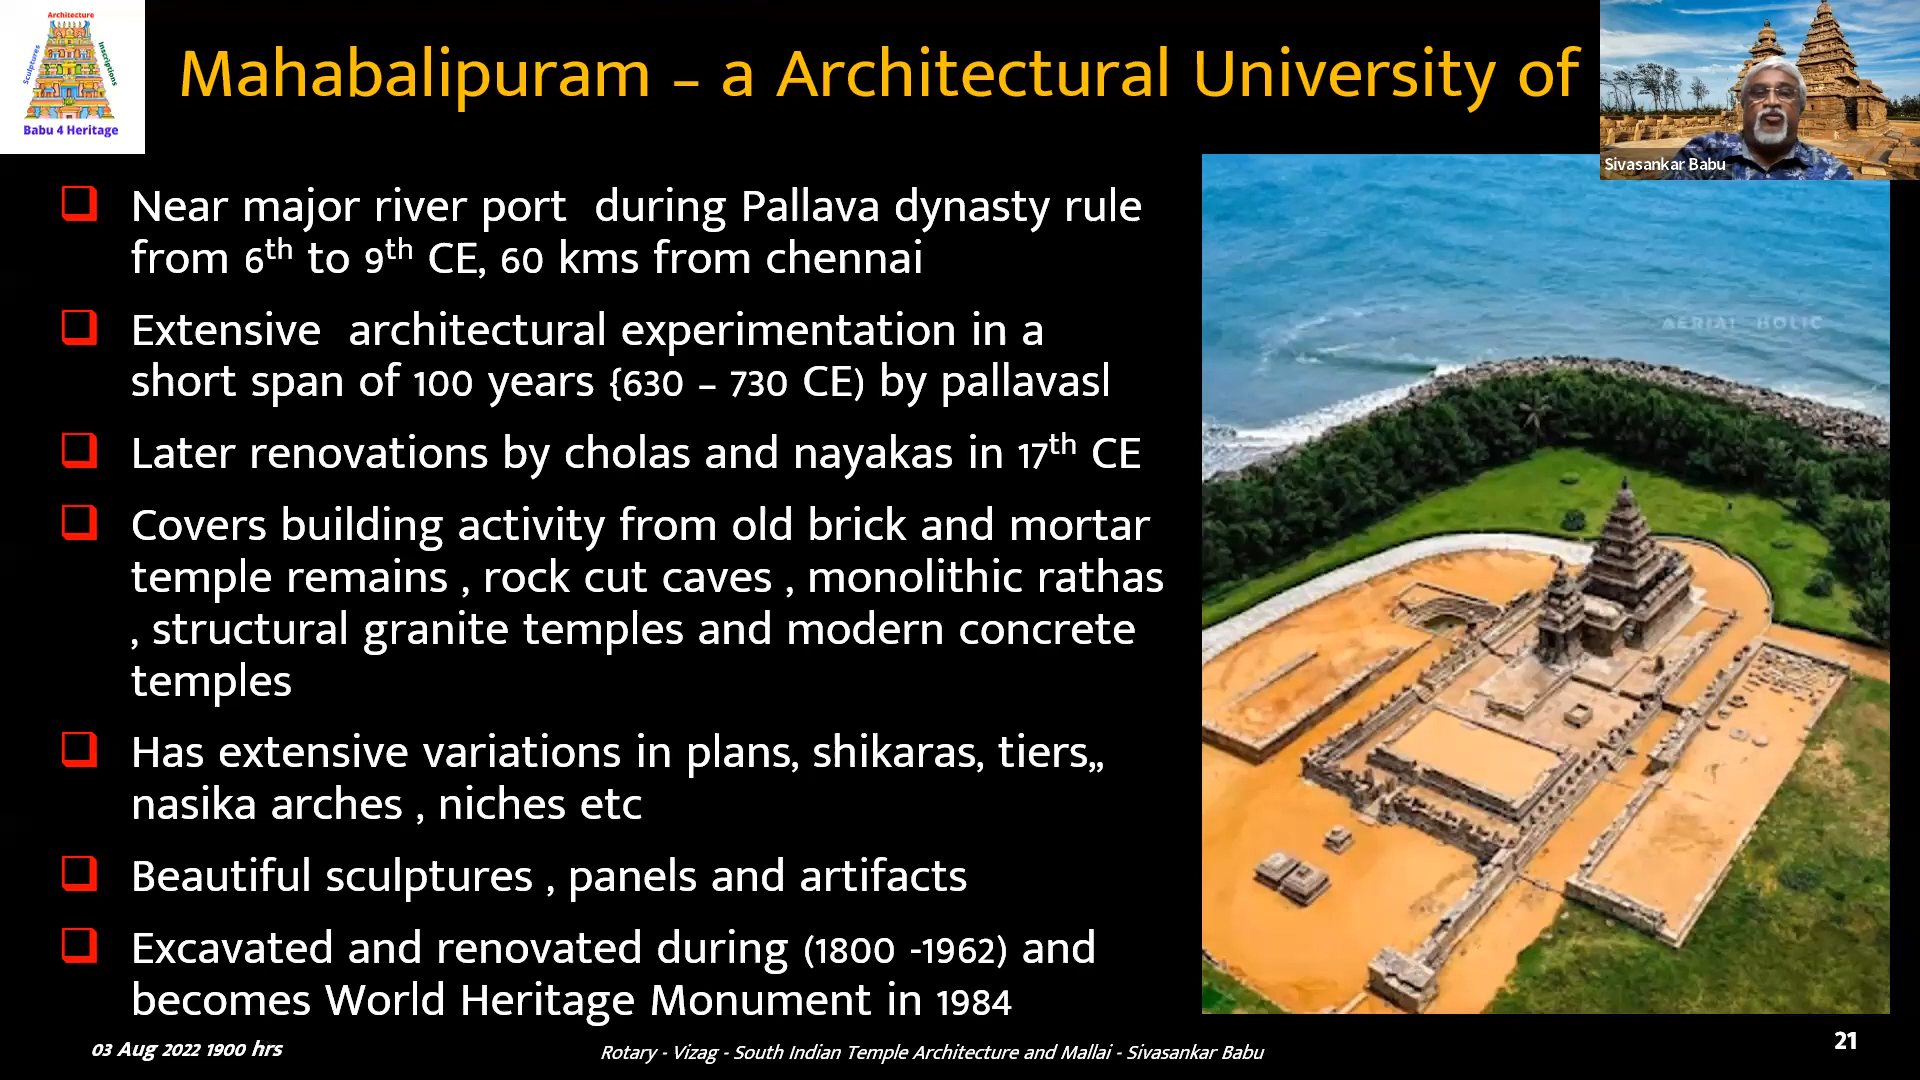 Architecture
Sculptures
Inscriptions
Babu 4 Heritage
Mahabalipuram – a Architectural University of
Sivasankar Babu
Near major river port during Pallava dynasty rule
from 6th to 9th CE, 60 kms from chennai
Extensive architectural experimentation in a
short span of 100 years {630 – 730 CE) by pallavasl
Later renovations by cholas and nayakas in 17th CE
Covers building activity from old brick and mortar
temple remains , rock cut caves , monolithic rathas
, structural granite temples and modern concrete
temples
Has extensive variations in plans, shikaras, tiers,,
nasika arches , niches etc
Beautiful sculptures , panels and artifacts
Excavated and renovated during (1800 -1962) and
becomes World Heritage Monument in 1984
AERIAL HOLIC
03 Aug 2022 1900 hrs
Rotary - Vizag - South Indian Temple Architecture and Mallai - Sivasankar Babu
21